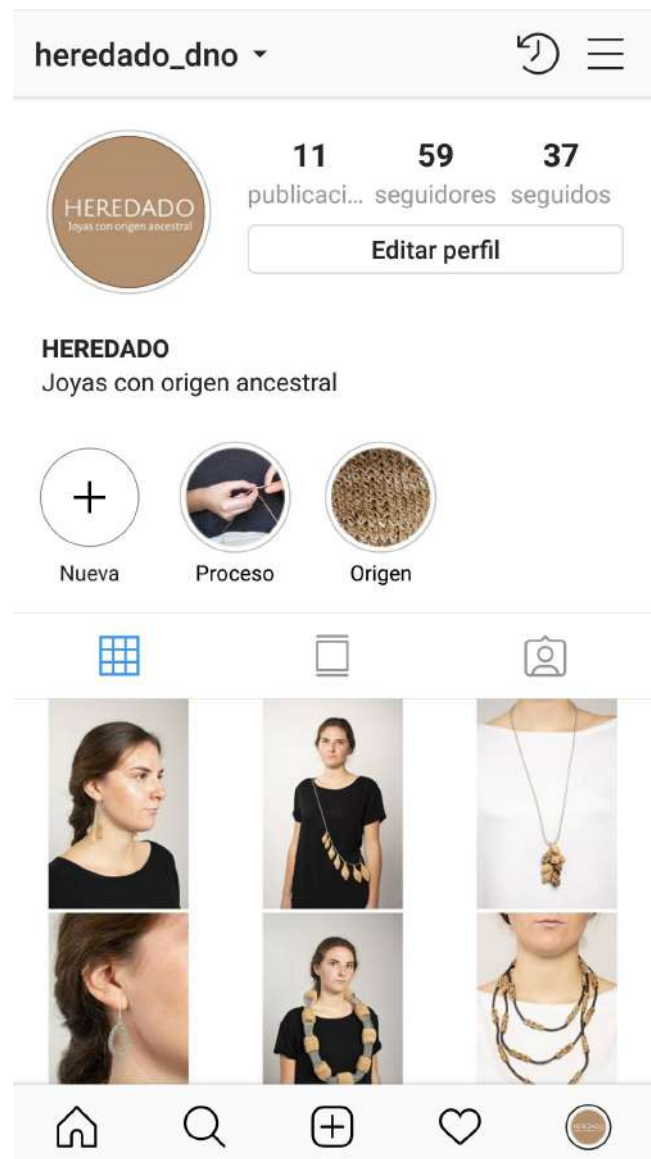 heredado_dno
11 59 37
publicaci... seguidores seguidos
HEREDADO
Joyas con origen ancestral
Editar perfil
HEREDADO
Joyas con origen ancestral
Nueva Proceso Origen
HEREDADO